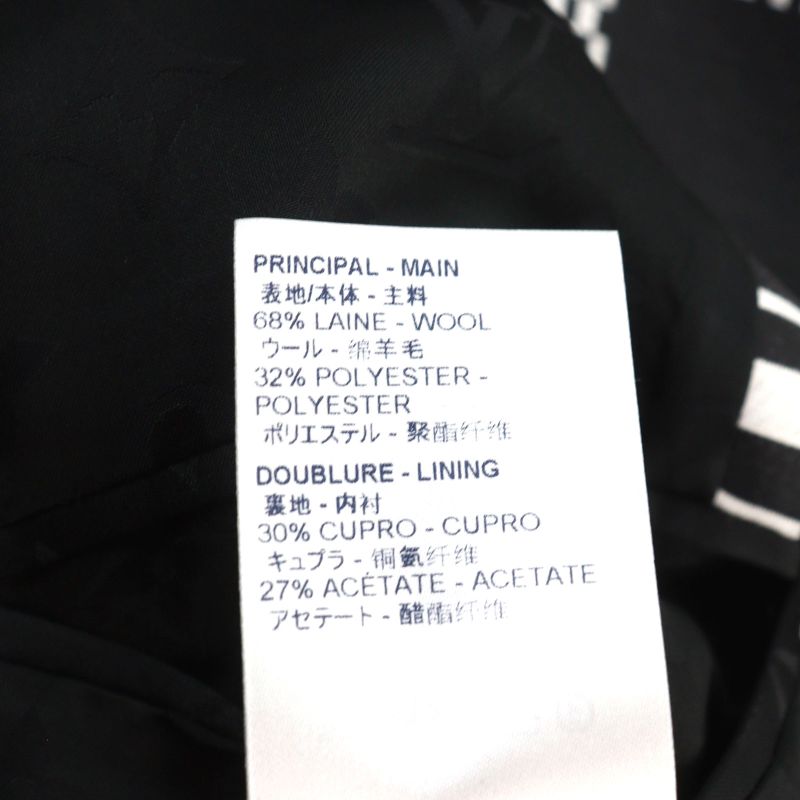 PRINCIPAL - MAIN
表地/本体 - 主料
68% LAINE - WOOL
ウール - 绵羊毛
32% POLYESTER -
POLYESTER
ポリエステル - 聚酯纤维
DOUBLURE - LINING
裏地 - 内衬
30% CUPRO - CUPRO
キュプラ - 铜氨纤维
27% ACÉTATE - ACETATE
アセテート - 醋酯纤维